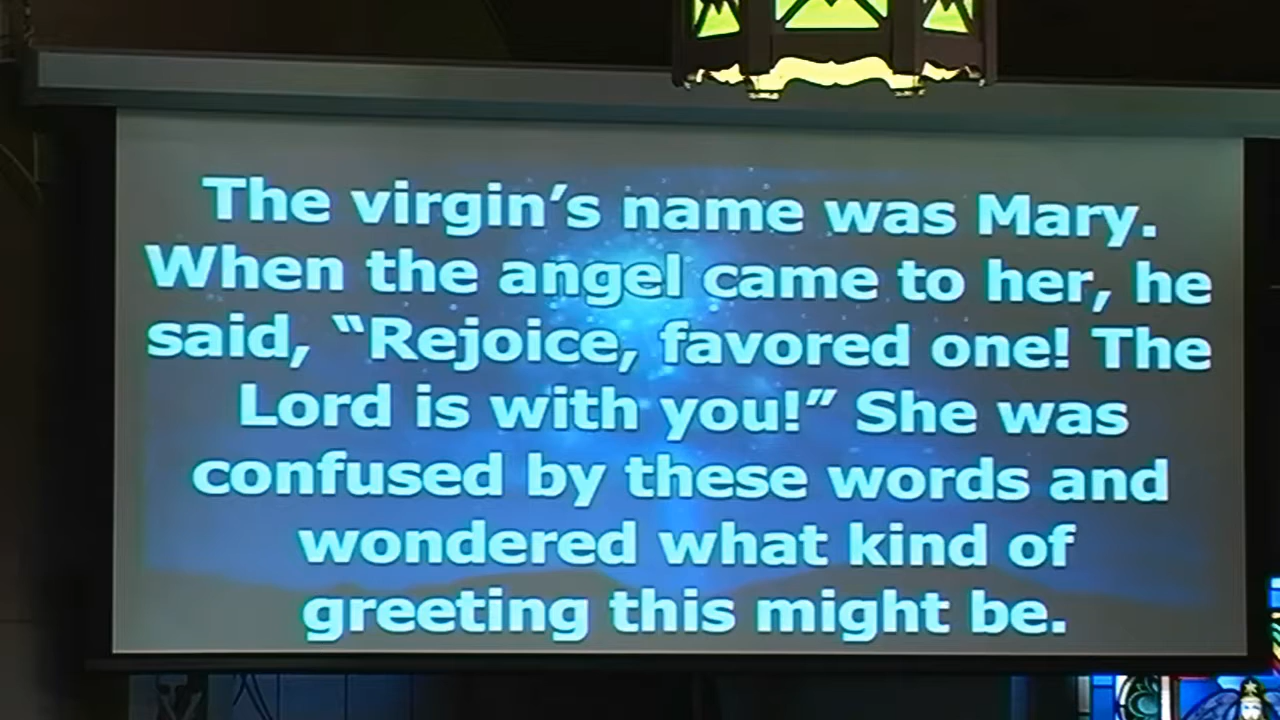 The virgin’s name was Mary.
When the angel came to her, he
said, “Rejoice, favored one! The
Lord is with you!” She was
confused by these words and
wondered what kind of
greeting this might be.